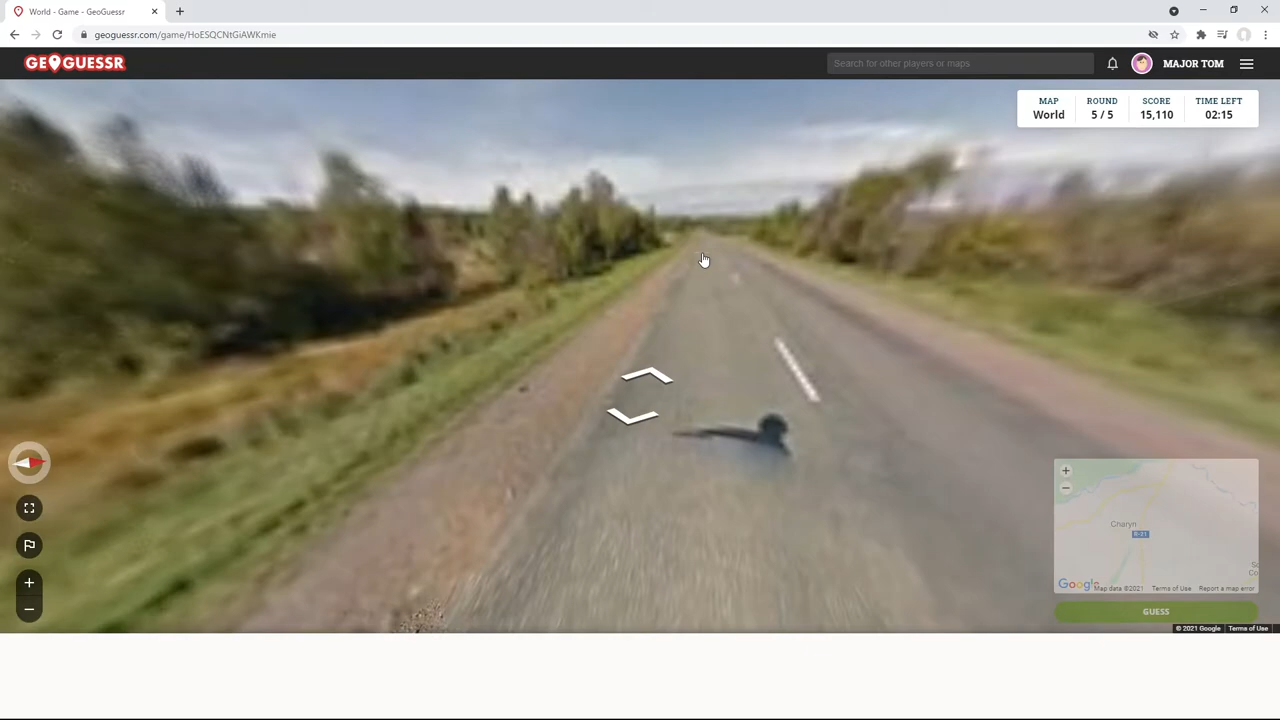 World - Game - GeoGuessr
geoguessr.com/game/HoESQCNtGiAWKmie
GEOGUESSR
Search for other players or maps
MAJOR TOM
MAP ROUND SCORE TIME LEFT
World 5 / 5 15,110 02:15
Charyn
R-21
Google
Map data ©2021 Terms of Use Report a map error
GUESS
© 2021 Google Terms of Use